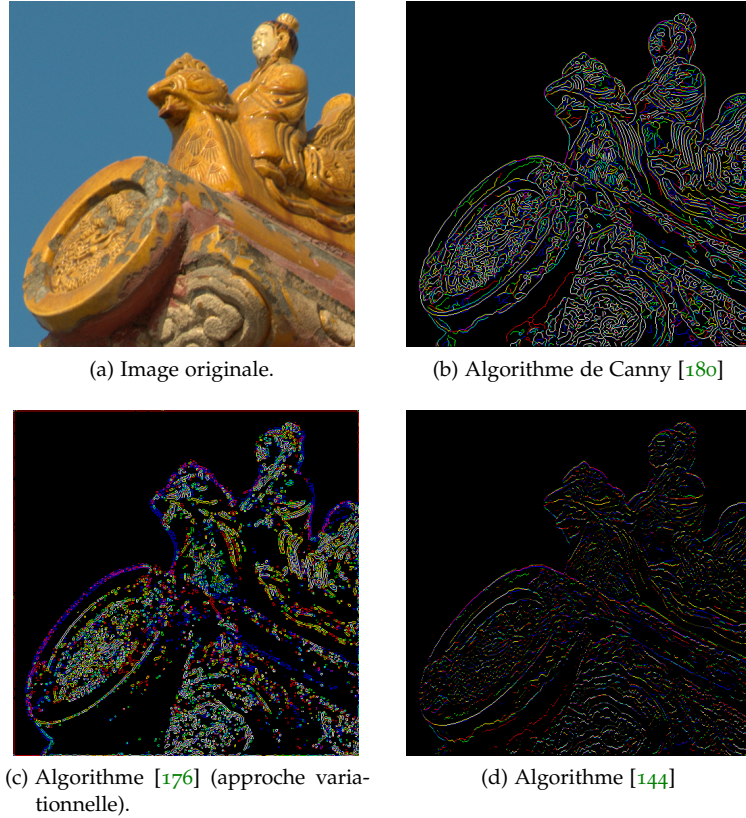 (a) Image originale.
(b) Algorithme de Canny [180]
(c) Algorithme [176] (approche varia-
tionnelle).
(d) Algorithme [144]